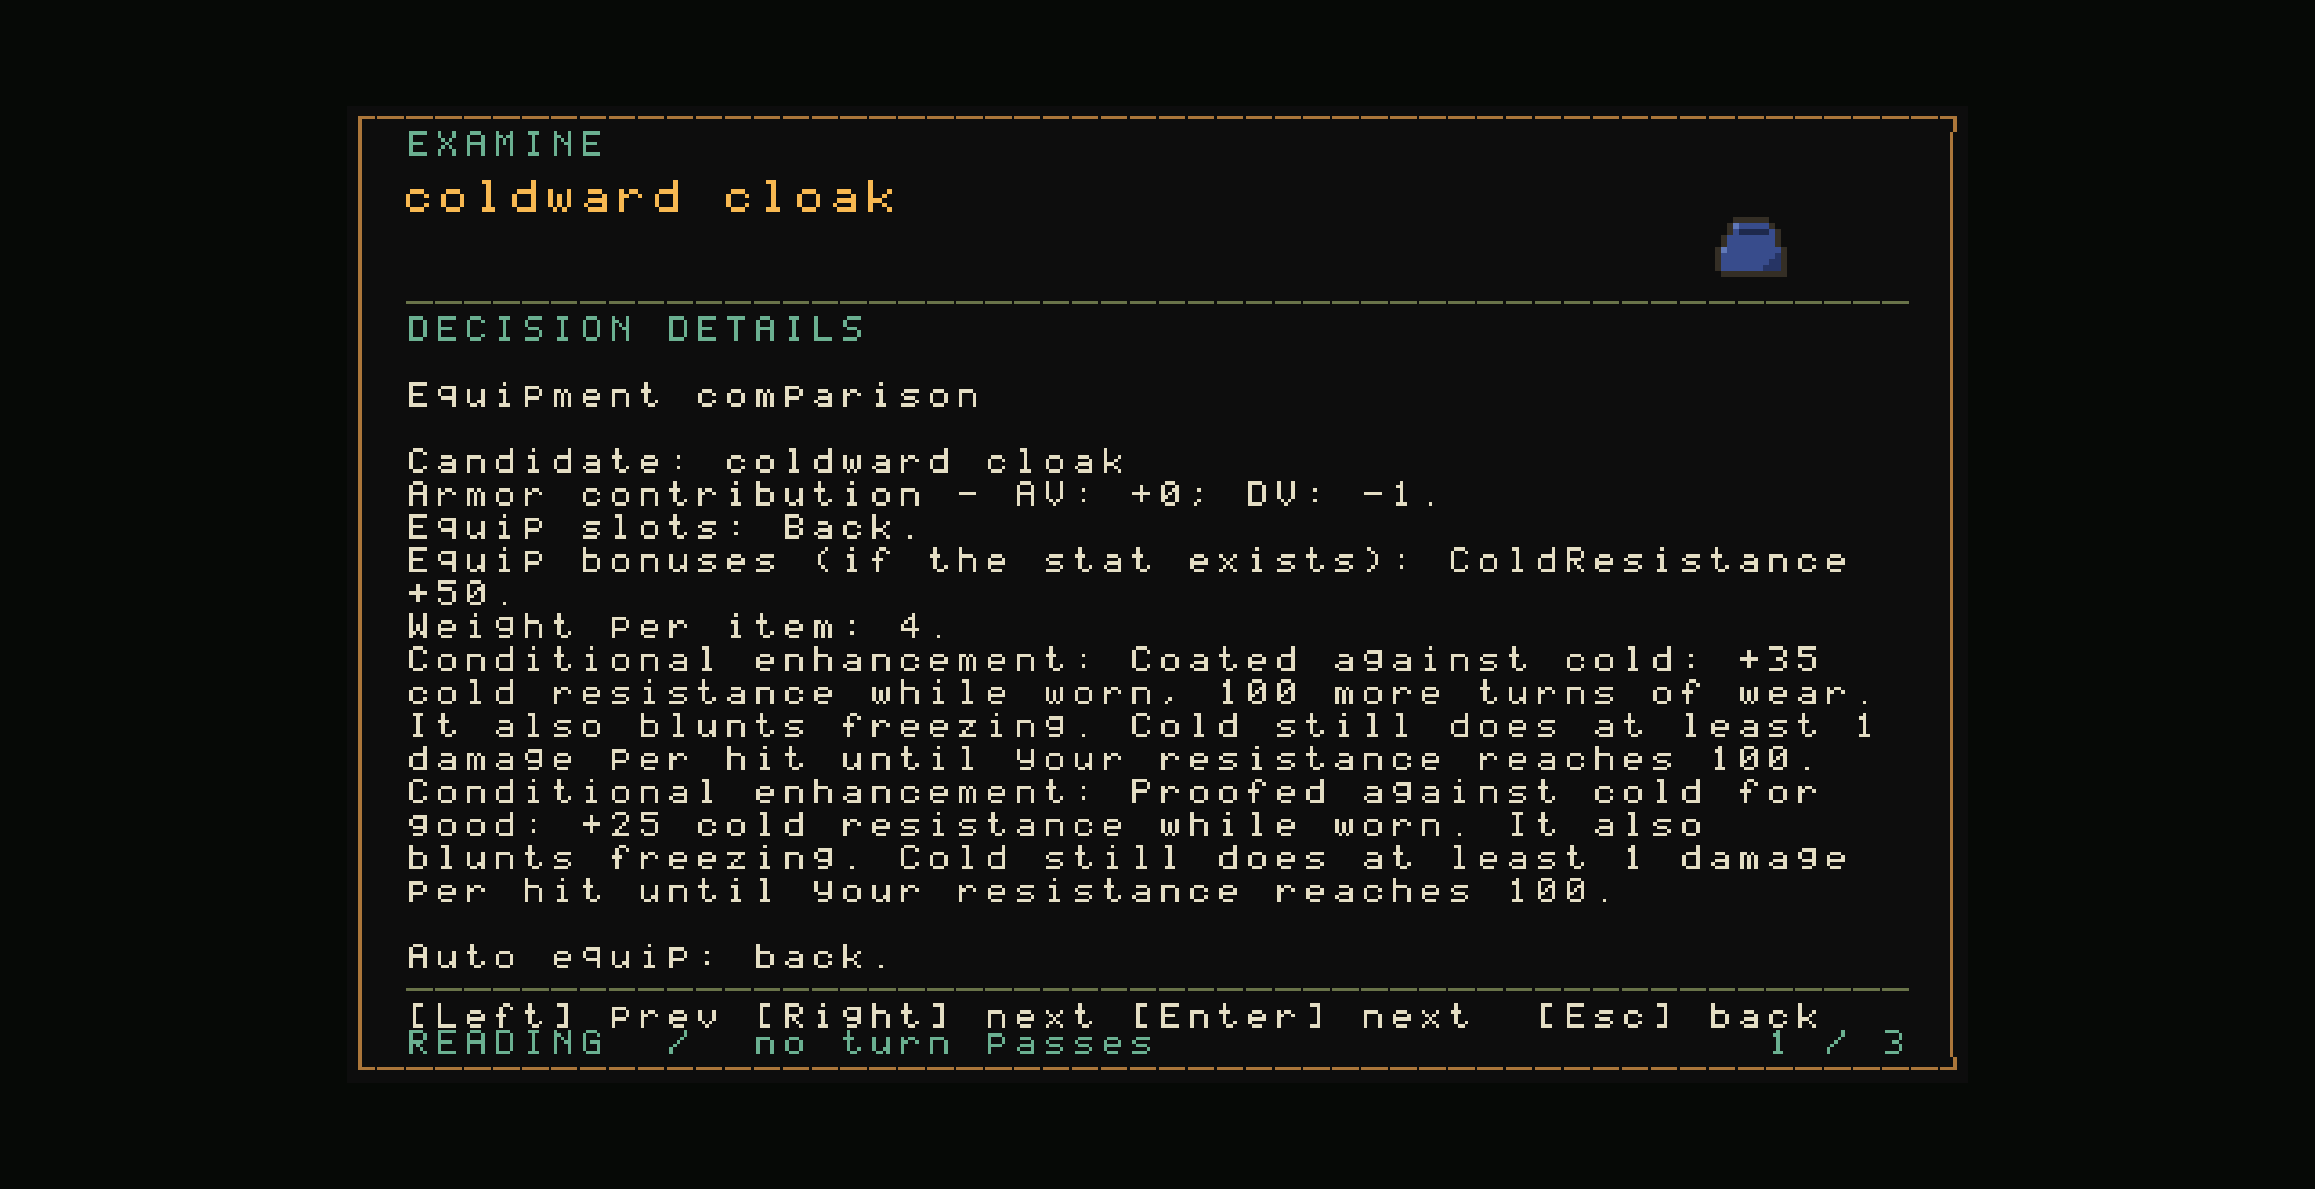 EXAMINE
coldward cloak
DECISION DETAILS
Equipment comparison
Candidate: coldward cloak
Armor contribution - AV: +0; DV: -1.
Equip slots: Back.
Equip bonuses (if the stat exists): ColdResistance
+50.
Weight per item: 4.
Conditional enhancement: Coated against cold: +35
cold resistance while worn, 100 more turns of wear.
It also blunts freezing. Cold still does at least 1
damage per hit until your resistance reaches 100.
Conditional enhancement: Proofed against cold for
good: +25 cold resistance while worn. It also
blunts freezing. Cold still does at least 1 damage
per hit until your resistance reaches 100.
Auto equip: back.
[Left] prev [Right] next [Enter] next [Esc] back
READING / no turn passes 1 / 3